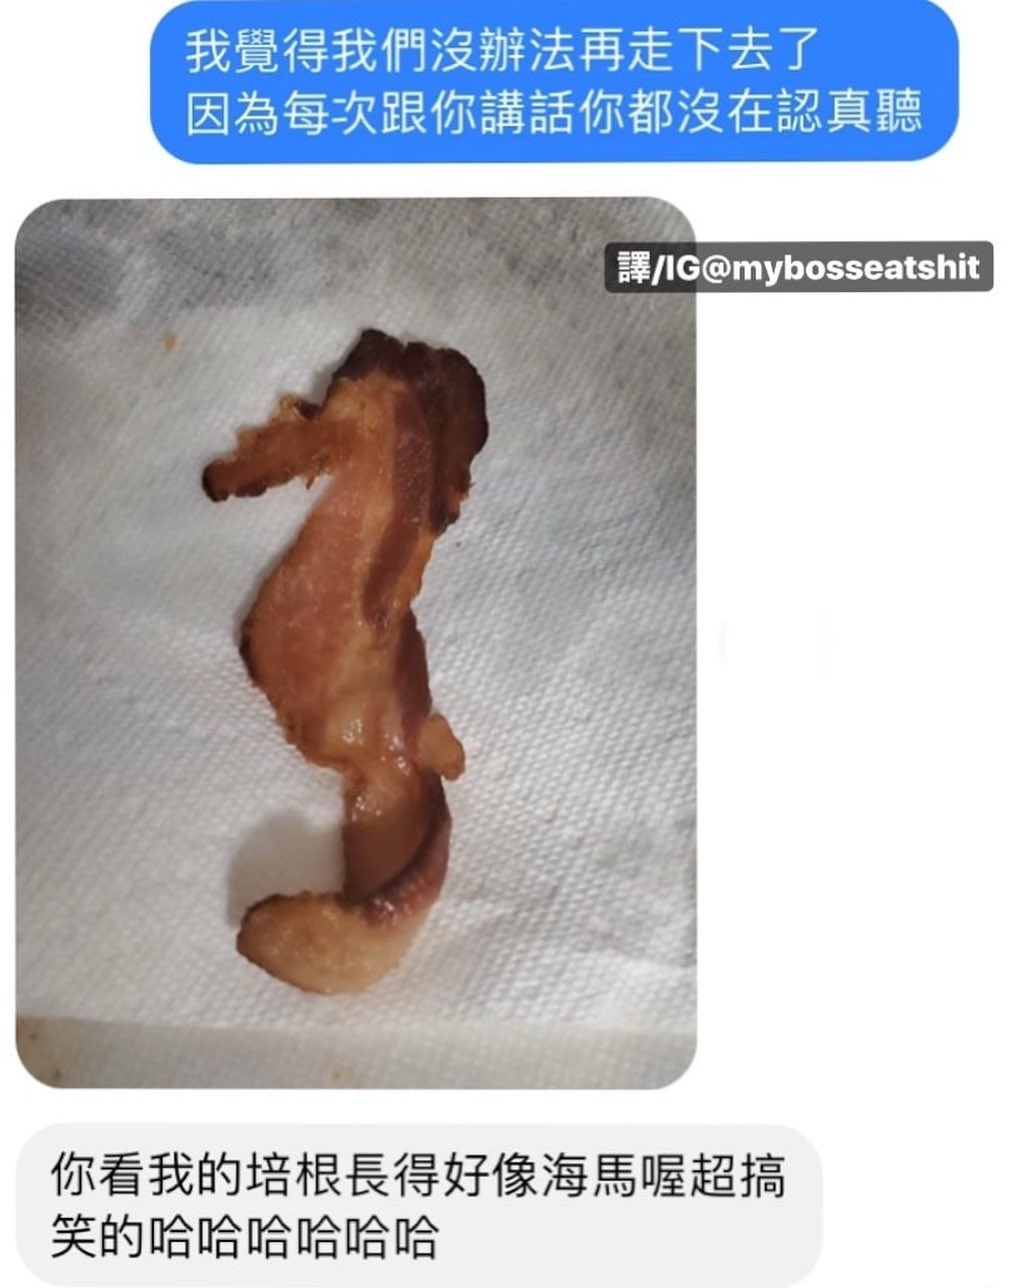 我覺得我們沒辦法再走下去了
因為每次跟你講話你都沒在認真聽
譯/IG@mybosseatshit
你看我的培根長得好像海馬喔超搞
笑的哈哈哈哈哈哈